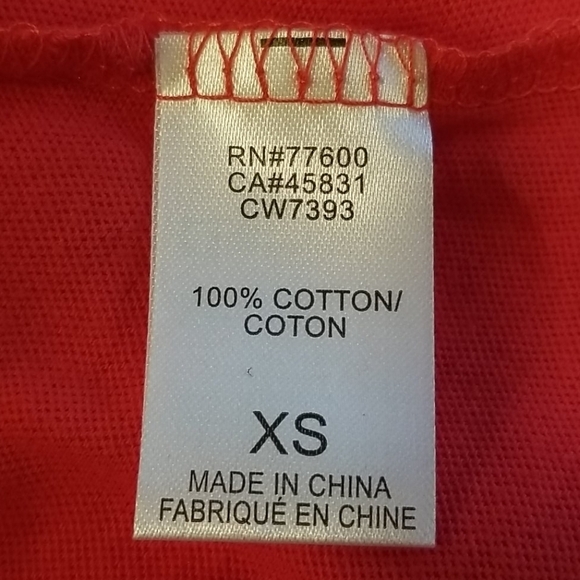 RN#77600
CA#45831
CW7393
100% COTTON/
COTON
XS
MADE IN CHINA
FABRIQUÉ EN CHINE